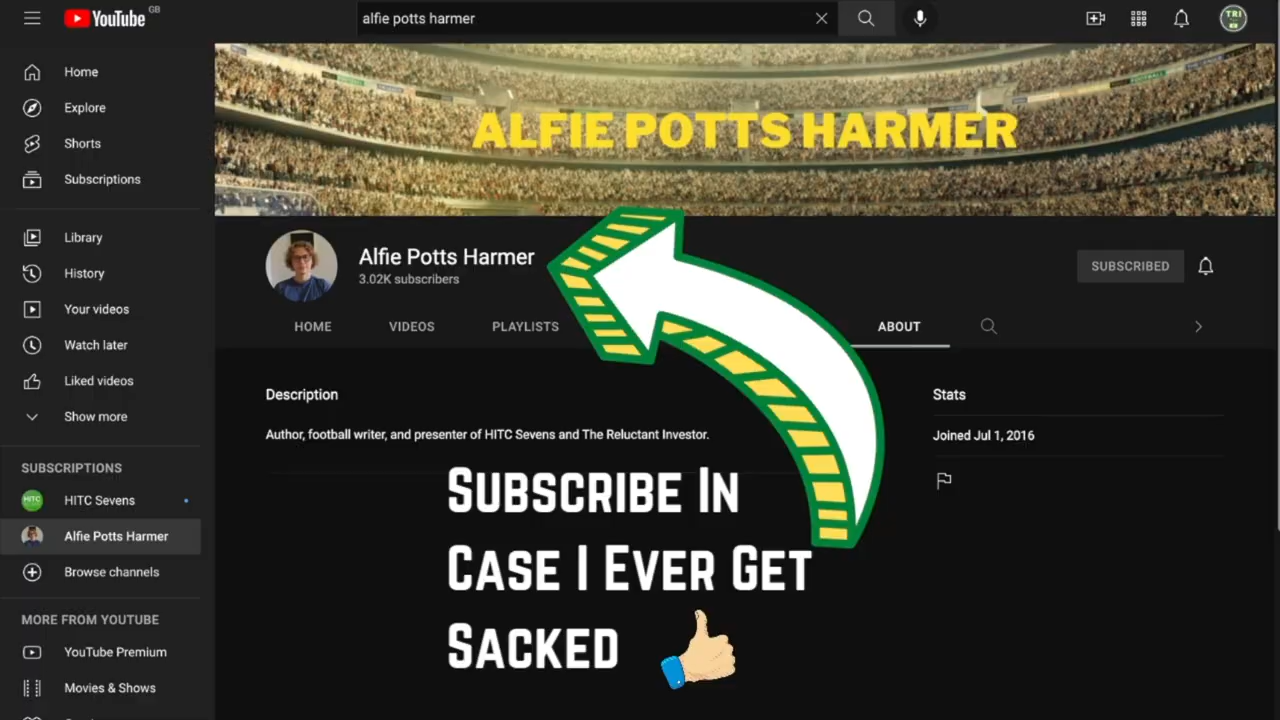 YouTube GB
alfie potts harmer
TRI
Home
Explore
Shorts
Subscriptions
Library
History
Your videos
Watch later
Liked videos
Show more
SUBSCRIPTIONS
HITC HITC Sevens
Alfie Potts Harmer
Browse channels
MORE FROM YOUTUBE
YouTube Premium
Movies & Shows
ALFIE POTTS HARMER
Alfie Potts Harmer
3.02K subscribers
SUBSCRIBED
HOME VIDEOS PLAYLISTS ABOUT
Description
Author, football writer, and presenter of HITC Sevens and The Reluctant Investor.
Stats
Joined Jul 1, 2016
SUBSCRIBE IN
CASE I EVER GET
SACKED